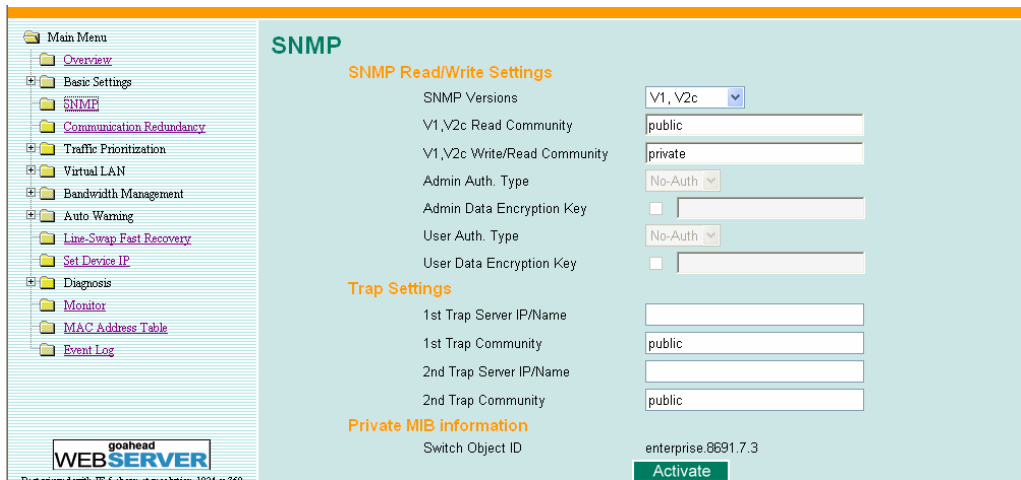 Main Menu
Overview
Basic Settings
SNMP
Communication Redundancy
Traffic Prioritization
Virtual LAN
Bandwidth Management
Auto Warning
Line-Swap Fast Recovery
Set Device IP
Diagnosis
Monitor
MAC Address Table
Event Log
goahead
WEBSERVER
SNMP
SNMP Read/Write Settings
SNMP Versions V1, V2c
V1,V2c Read Community public
V1,V2c Write/Read Community private
Admin Auth. Type No-Auth
Admin Data Encryption Key
User Auth. Type No-Auth
User Data Encryption Key
Trap Settings
1st Trap Server IP/Name
1st Trap Community public
2nd Trap Server IP/Name
2nd Trap Community public
Private MIB information
Switch Object ID enterprise.8691.7.3
Activate